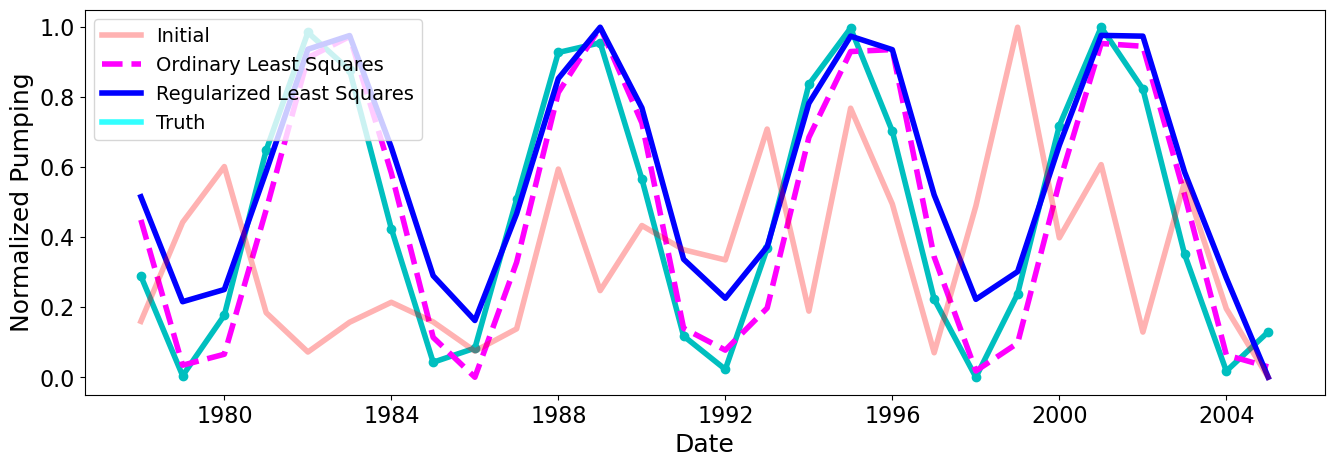 Initial
Ordinary Least Squares
Regularized Least Squares
Truth
Normalized Pumping
1.0
0.8
0.6
0.4
0.2
0.0
1980 1984 1988 1992 1996 2000 2004
Date